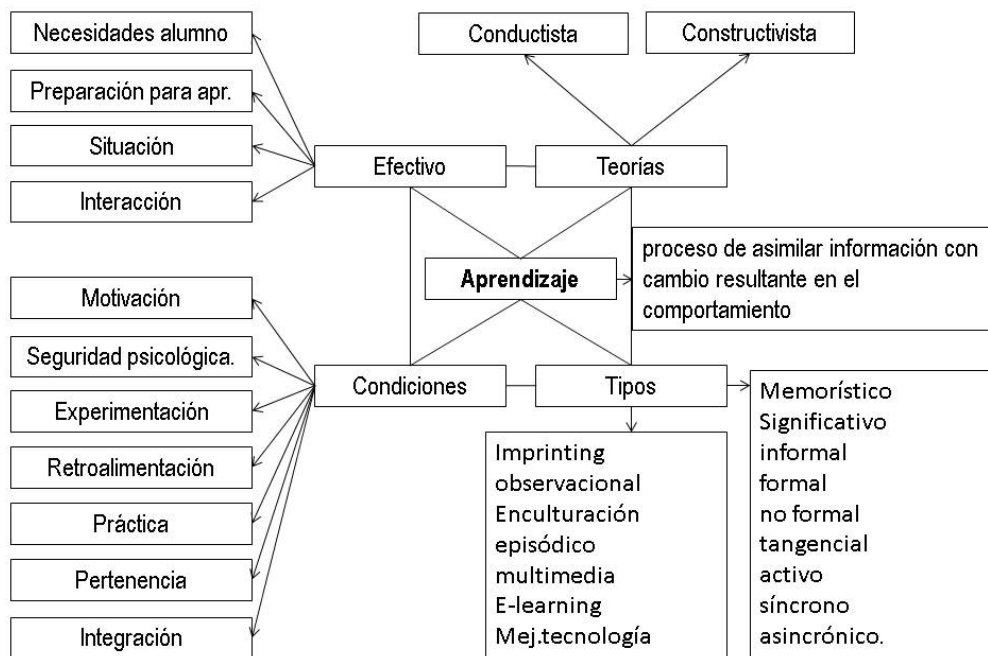 Necesidades alumno
Preparación para apr.
Situación
Interacción
Conductista
Constructivista
Efectivo
Teorías
Aprendizaje
proceso de asimilar información con
cambio resultante en el
comportamiento
Motivación
Seguridad psicológica.
Experimentación
Retroalimentación
Práctica
Pertenencia
Integración
Condiciones
Tipos
Imprinting
observacional
Enculturación
episódico
multimedia
E-learning
Mej.tecnología
Memorístico
Significativo
informal
formal
no formal
tangencial
activo
síncrono
asincrónico.